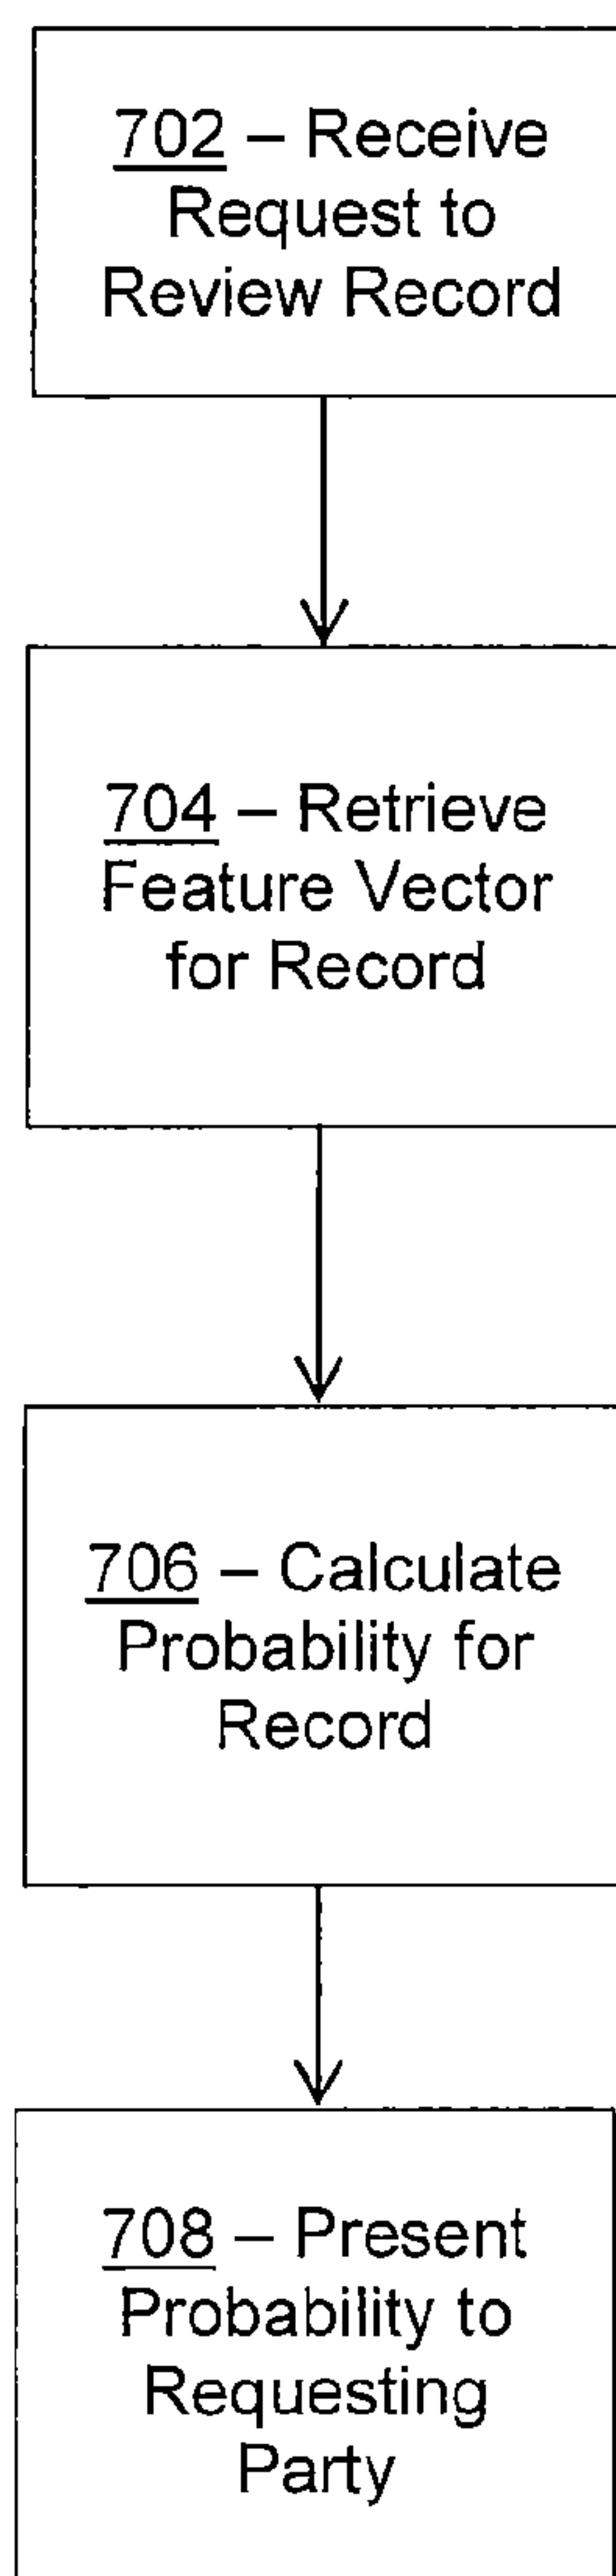 702 – Receive
Request to
Review Record
704 – Retrieve
Feature Vector
for Record
706 – Calculate
Probability for
Record
708 – Present
Probability to
Requesting
Party